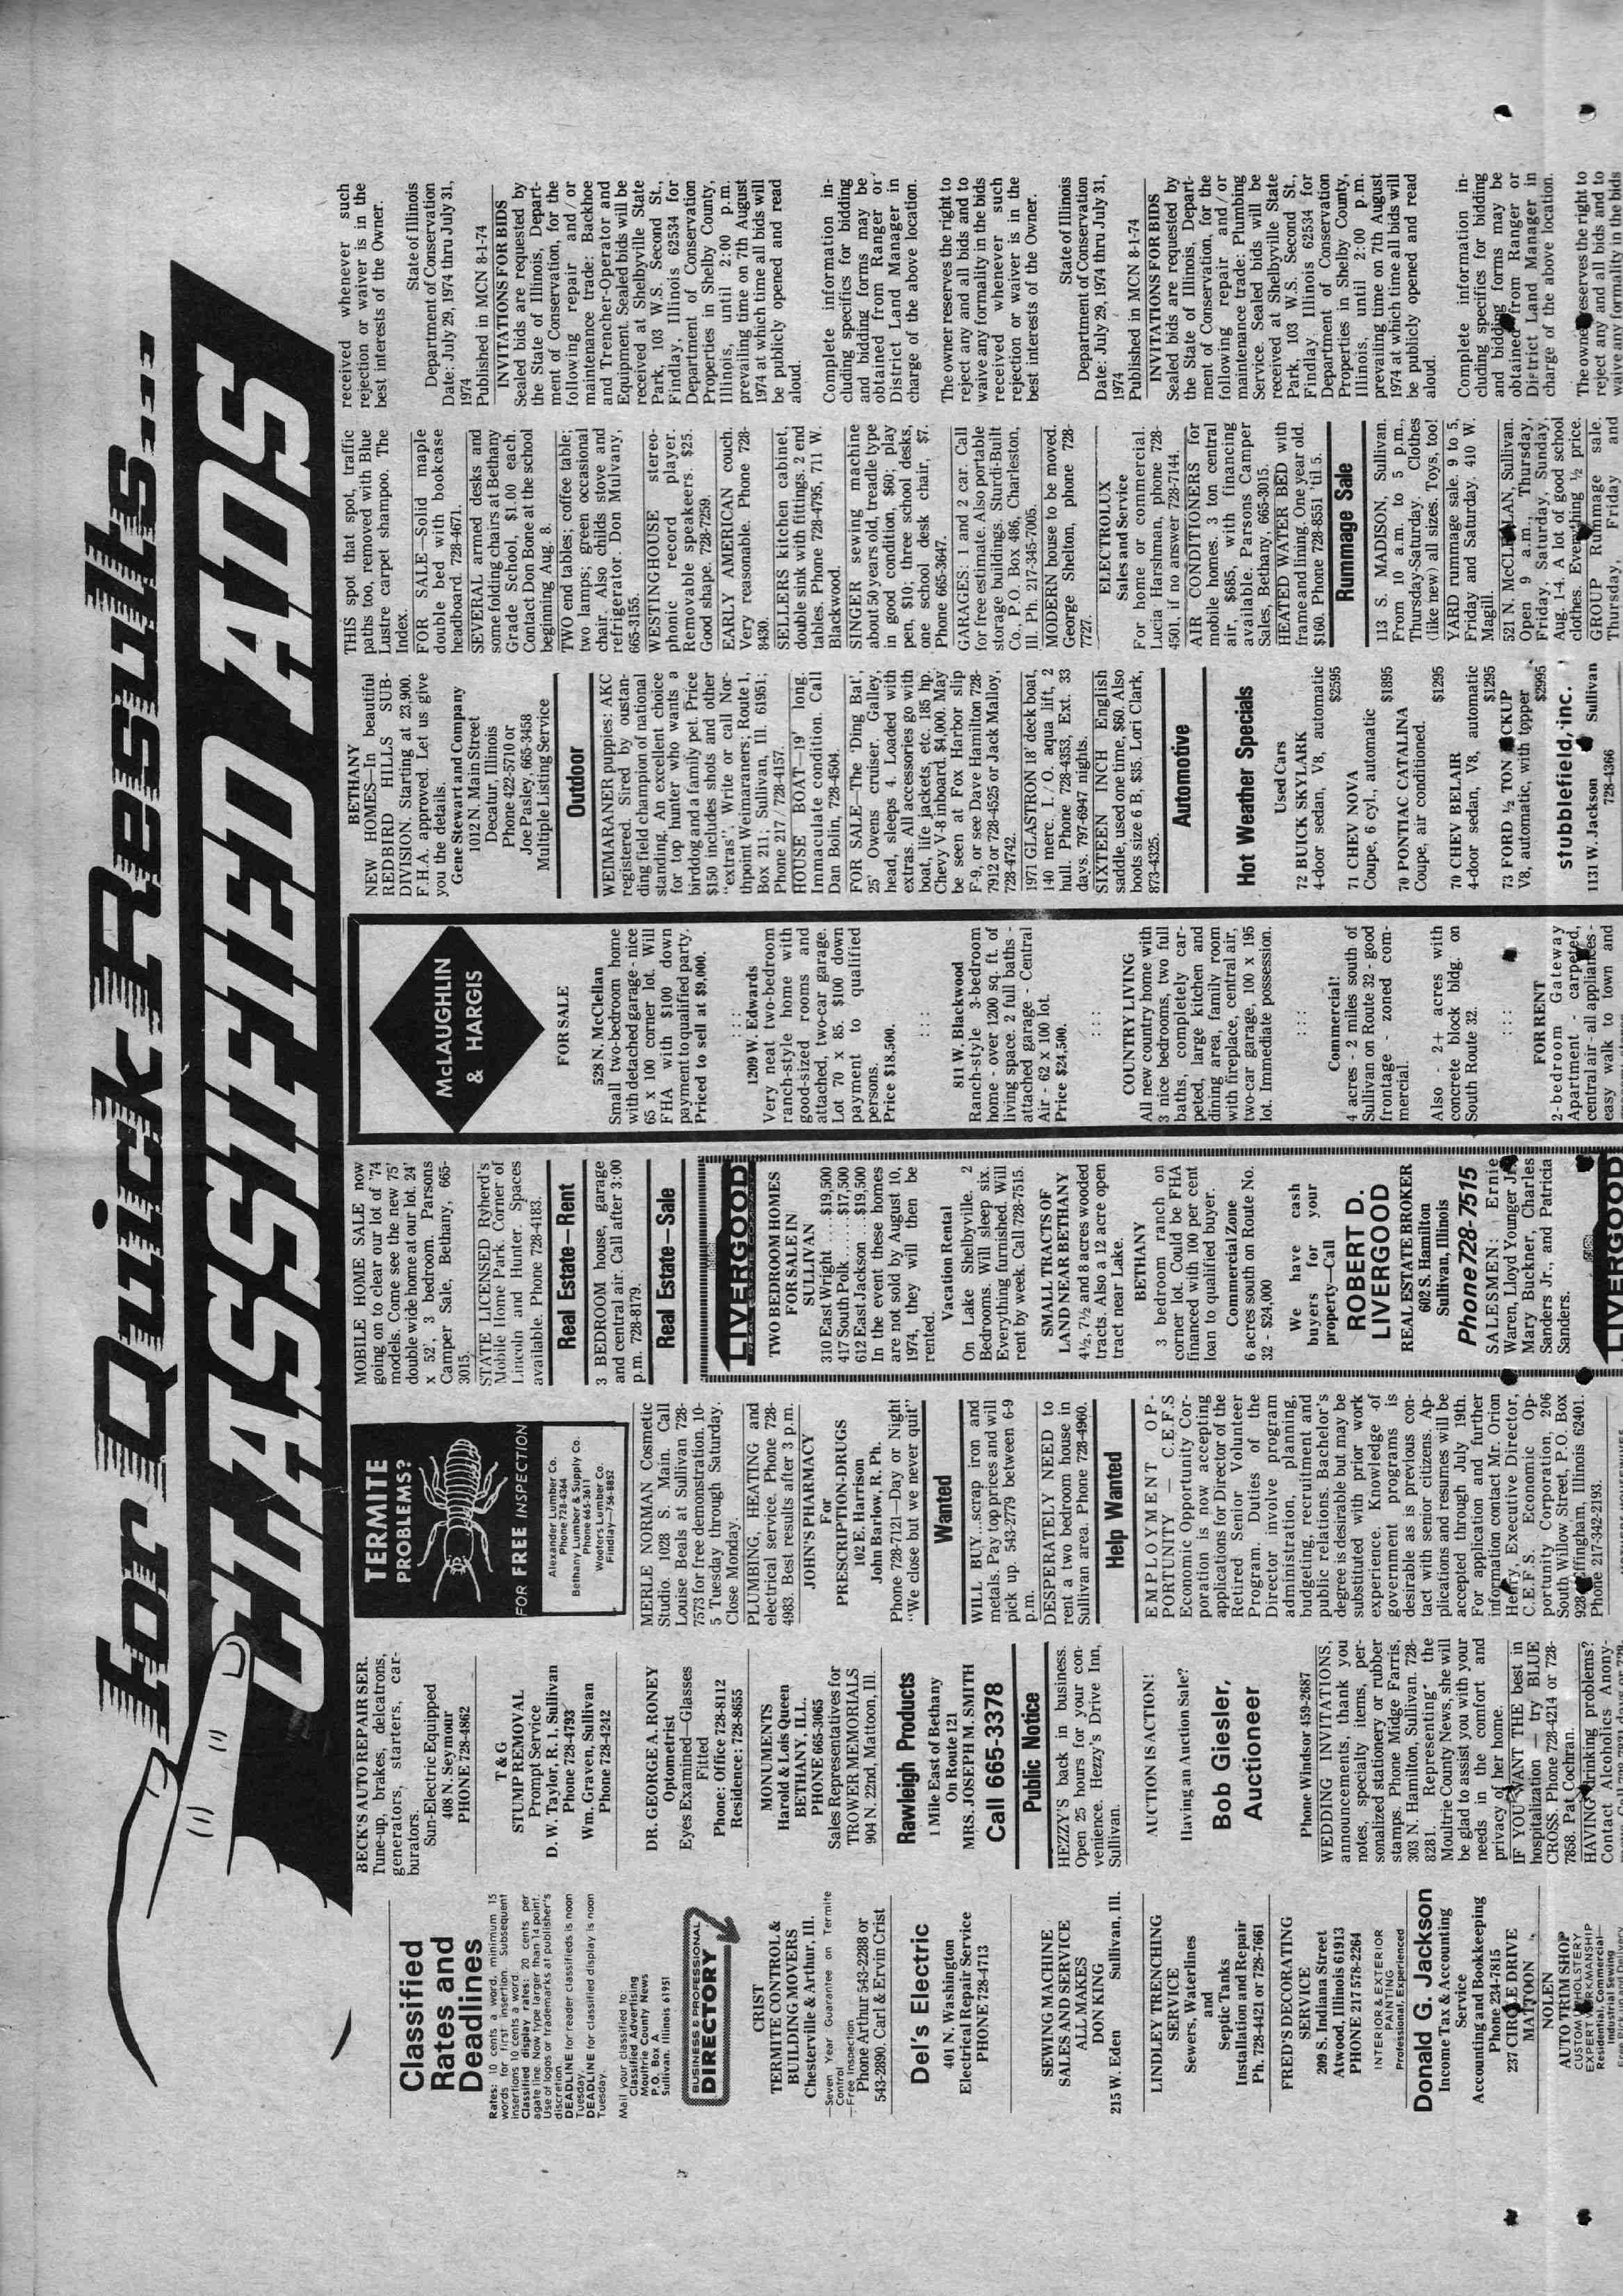 for Quick Results...
CLASSIFIED ADS
Classified
Rates and
Deadlines
Rates: 10 cents a word, minimum 15
words for first insertion. Subsequent
insertions 10 cents a word.
Classified display rates: 20 cents per
agate line. No type larger than 14 point.
Use of logos or trademarks at publisher's
discretion.
DEADLINE for reader classifieds is noon
Tuesday.
DEADLINE for classified display is noon
Tuesday.
Mail your classified to:
Classified Advertising
Moultrie County News
P.O. Box A
Sullivan, Illinois 61951
BUSINESS & PROFESSIONAL
DIRECTORY
CRIST
TERMITE CONTROL &
BUILDING MOVERS
Chesterville & Arthur, Ill.
—Seven Year Guarantee on Termite
Control
—Free Inspection
Phone Arthur 543-2288 or
543-2890. Carl & Ervin Crist
Del's Electric
401 N. Washington
Electrical Repair Service
PHONE 728-4713
SEWING MACHINE
SALES AND SERVICE
ALL MAKES
DON KING
215 W. Eden Sullivan, Ill.
LINDLEY TRENCHING
SERVICE
Sewers, Waterlines
and
Septic Tanks
Installation and Repair
Ph. 728-4421 or 728-7661
FRED'S DECORATING
SERVICE
209 S. Indiana Street
Atwood, Illinois 61913
PHONE 217 578-2264
INTERIOR & EXTERIOR
PAINTING
Professional, Experienced
Donald G. Jackson
Income Tax & Accounting
Service
Accounting and Bookkeeping
Phone 234-7815
237 CIRCLE DRIVE
MATTOON
NOLEN
AUTO TRIM SHOP
CUSTOM UPHOLSTERY
EXPERT WORKMANSHIP
Residential, Commercial—
Industrial Sewing
BECK'S AUTO REPAIR SER.
Tune-up, brakes, delcatrons,
generators, starters, car-
burators.
Sun-Electric Equipped
408 N. Seymour
PHONE 728-4862
T & G
STUMP REMOVAL
Prompt Service
D. W. Taylor, R. 1, Sullivan
Phone 728-4793
Wm. Graven, Sullivan
Phone 728-4242
DR. GEORGE A. RONEY
Optometrist
Eyes Examined—Glasses
Fitted
Phone: Office 728-8112
Residence: 728-8655
MONUMENTS
Harold & Lois Queen
BETHANY, ILL.
PHONE 665-3065
Sales Representatives for
TROWER MEMORIALS
904 N. 22nd, Mattoon, Ill.
Rawleigh Products
1 Mile East of Bethany
On Route 121
MRS. JOSEPH M. SMITH
Call 665-3378
Public Notice
HEZZY'S back in business.
Open 25 hours for your con-
venience. Hezzy's Drive Inn,
Sullivan.
AUCTION IS ACTION!
Having an Auction Sale?
Bob Giesler,
Auctioneer
Phone Windsor 459-2687
WEDDING INVITATIONS,
announcements, thank you
notes, specialty items, per-
sonalized stationery or rubber
stamps. Phone Midge Farris,
303 N. Hamilton, Sullivan. 728-
8281. Representing the
Moultrie County News, she will
be glad to assist you with your
needs in the comfort and
privacy of her home.
IF YOU WANT THE best in
hospitalization — try BLUE
CROSS. Phone 728-4214 or 728-
7858. Pat Cochran.
HAVING drinking problems?
Contact Alcoholics Anony-
TERMITE
PROBLEMS?
FOR FREE INSPECTION
Alexander Lumber Co.
Phone 728-4364
Bethany Lumber & Supply Co.
Phone 665-3611
Wooters Lumber Co.
Findlay—756-8852
MERLE NORMAN Cosmetic
Studio. 1028 S. Main. Call
Louise Beals at Sullivan 728-
7573 for free demonstration. 10-
5 Tuesday through Saturday.
Close Monday.
PLUMBING, HEATING and
electrical service. Phone 728-
4983. Best results after 3 p.m.
JOHN'S PHARMACY
For
PRESCRIPTION-DRUGS
102 E. Harrison
John Barlow, R. Ph.
Phone 728-7121—Day or Night
"We close but we never quit"
Wanted
WILL BUY...scrap iron and
metals. Pay top prices and will
pick up. 543-2779 between 6-9
p.m.
DESPERATELY NEED to
rent a two bedroom house in
Sullivan area. Phone 728-4960.
Help Wanted
EMPLOYMENT OP-
PORTUNITY — C.E.F.S
Economic Opportunity Cor-
poration is now accepting
applications for Director of the
Retired Senior Volunteer
Program. Duties of the
Director involve program
administration, planning,
budgeting, recruitment and
public relations. Bachelor's
degree is desirable but may be
substituted with prior work
experience. Knowledge of
government programs is
desirable as is previous con-
tact with senior citizens. Ap-
plications and resumes will be
accepted through July 19th.
For application and further
information contact Mr. Orion
Henry, Executive Director,
C.E.F.S. Economic Op-
portunity Corporation, 206
South Willow Street, P.O. Box
928 Effingham, Illinois 62401.
Phone 217-342-2193.
MOBILE HOME SALE now
going on to clear our lot of '74
models. Come see the new 75'
double wide home at our lot. 24'
x 52', 3 bedroom. Parsons
Camper Sale, Bethany, 665-
3015.
STATE LICENSED Ryherd's
Mobile Home Park. Corner of
Lincoln and Hunter. Spaces
available. Phone 728-4183.
Real Estate—Rent
3 BEDROOM house, garage
and central air. Call after 3:00
p.m. 728-8179.
Real Estate—Sale
LIVERGOOD
REAL ESTATE COMPANY
TWO BEDROOM HOMES
FOR SALE IN
SULLIVAN
310 East Wright ... $19,500
417 South Polk ...... $17,500
612 East Jackson ... $19,500
In the event these homes
are not sold by August 10,
1974, they will then be
rented.
Vacation Rental
On Lake Shelbyville. 2
Bedrooms. Will sleep six.
Everything furnished. Will
rent by week. Call 728-7515.
SMALL TRACTS OF
LAND NEAR BETHANY
4½, 7½ and 8 acres wooded
tracts. Also a 12 acre open
tract near Lake.
BETHANY
3 bedroom ranch on
corner lot. Could be FHA
financed with 100 per cent
loan to qualified buyer.
Commercial Zone
6 acres south on Route No.
32 - $24,000
We have cash
buyers for your
property—Call
ROBERT D.
LIVERGOOD
REAL ESTATE BROKER
602 S. Hamilton
Sullivan, Illinois
Phone 728-7515
SALESMEN: Ernie
Waren, Lloyd Younger Jr.,
Mary Buckner, Charles
Sanders Jr., and Patricia
Sanders.
LIVERGOOD
McLAUGHLIN
& HARGIS
FOR SALE
528 N. McClellan
Small two-bedroom home
with detached garage - nice
65 x 100 corner lot. Will
FHA with $100 down
payment to qualified party.
Priced to sell at $9,000.
::::
1209 W. Edwards
Very neat two-bedroom
ranch-style home with
good-sized rooms and
attached, two-car garage.
Lot 70 x 85. $100 down
payment to qualified
persons.
Price $18,500.
::::
811 W. Blackwood
Ranch-style 3-bedroom
home - over 1200 sq. ft. of
living space. 2 full baths -
attached garage - Central
Air - 62 x 100 lot.
Price $24,500.
::::
COUNTRY LIVING
All new country home with
3 nice bedrooms, two full
baths, completely car-
peted, large kitchen and
dining area, family room
with fireplace, central air,
two-car garage, 100 x 195
lot. Immediate possession.
::::
Commercial!
4 acres - 2 miles south of
Sullivan on Route 32 - good
frontage - zoned com-
mercial.
Also - 2+ acres with
concrete block bldg. on
South Route 32.
::::
FOR RENT
2-bedroom Gateway
Apartment - carpeted,
central air - all appliances -
easy walk to town and
BETHANY
NEW HOMES—In beautiful
REDBIRD HILLS SUB-
DIVISION. Starting at 23,900.
F.H.A. approved. Let us give
you the details.
Gene Stewart and Company
1012 N. Main Street
Decatur, Illinois
Phone 422-5710 or
Joe Pasley, 665-3458
Multiple Listing Service
Outdoor
WEIMARANER puppies: AKC
registered. Sired by oustan-
ding field champion of national
standing. An excellent choice
for top hunter who wants a
birddog and a family pet. Price
$150 includes shots and other
"extras". Write or call Nor-
thpoint Weimaraners; Route 1,
Box 211; Sullivan, Ill. 61951;
Phone 217 / 728-4157.
HOUSE BOAT—19' long.
Immaculate condition. Call
Dan Bolin, 728-4504.
FOR SALE—The 'Ding Bat',
25' Owens cruiser. Galley,
head, sleeps 4. Loaded with
extras. All accessories go with
boat, life jackets, etc. 185 hp.
Chevy V-8 inboard. $4,000. May
be seen at Fox Harbor slip
F-9, or see Dave Hamilton 728-
7912 or 728-4525 or Jack Malloy,
728-4742.
1971 GLASTRON 18' deck boat,
140 merc. I./O. aqua lift, 2
hull. Phone 728-4353, Ext. 33
days. 797-6947 nights.
SIXTEEN INCH English
saddle, used one time, $60. Also
boots size 6 B, $35. Lori Clark,
873-4325.
Automotive
Hot Weather Specials
Used Cars
72 BUICK SKYLARK
4-door sedan, V8, automatic
$2595
71 CHEV NOVA
Coupe, 6 cyl., automatic
$1895
70 PONTIAC CATALINA
Coupe, air conditioned.
$1295
70 CHEV BELAIR
4-door sedan, V8, automatic
$1295
73 FORD ½ TON PICKUP
V8, automatic, with topper
$2995
stubblefield, inc.
1131 W. Jackson Sullivan
728-4366
THIS spot that spot, traffic
paths too, removed with Blue
Lustre carpet shampoo. The
Index.
FOR SALE—Solid maple
double bed with bookcase
headboard. 728-4671.
SEVERAL armed desks and
some folding chairs at Bethany
Grade School, $1.00 each.
Contact Don Bone at the school
beginning Aug. 8.
TWO end tables; coffee table;
two lamps; green occasional
chair. Also childs stove and
refrigerator. Don Mulvany,
665-3155.
WESTINGHOUSE stereo-
phonic record player.
Removable speakers. $25.
Good shape. 728-7259.
EARLY AMERICAN couch.
Very reasonable. Phone 728-
8430.
SELLERS kitchen cabinet,
double sink with fittings. 2 end
tables. Phone 728-4795, 711 W.
Blackwood.
SINGER sewing machine
about 50 years old, treadle type
in good condition, $60; play
pen, $10; three school desks,
one school desk chair, $7.
Phone 665-3647.
GARAGES: 1 and 2 car. Call
for free estimate. Also portable
storage buildings. Sturdi-Built
Co., P.O. Box 486, Charleston,
Ill. Ph. 217-345-7005.
MODERN house to be moved.
George Shelton, phone 728-
7727.
ELECTROLUX
Sales and Service
For home or commercial.
Lucia Harshman, phone 728-
4501, if no answer 728-7144.
AIR CONDITIONERS for
mobile homes. 3 ton central
air, $685, with financing
available. Parsons Camper
Sales, Bethany, 665-3015.
HEATED WATER BED with
frame and lining. One year old.
$160. Phone 728-8551 'til 5.
Rummage Sale
113 S. MADISON, Sullivan.
From 10 a.m. to 5 p.m.,
Thursday-Saturday. Clothes
(like new) all sizes. Toys, too!
YARD rummage sale. 9 to 5,
Friday and Saturday. 410 W.
Magill.
521 N. McCLELLAN, Sullivan.
Open 9 a.m., Thursday,
Friday, Saturday, Sunday,
Aug. 1-4. A lot of good school
clothes. Everything ½ price.
GROUP Rummage sale.
Thursday, Friday and
received whenever such
rejection or waiver is in the
best interests of the Owner.
State of Illinois
Department of Conservation
Date: July 29, 1974 thru July 31,
1974
Published in MCN 8-1-74
INVITATIONS FOR BIDS
Sealed bids are requested by
the State of Illinois, Depart-
ment of Conservation, for the
following repair and/or
maintenance trade: Backhoe
and Trencher-Operator and
Equipment. Sealed bids will be
received at Shelbyville State
Park, 103 W.S. Second St.,
Findlay, Illinois 62534 for
Department of Conservation
Properties in Shelby County,
Illinois, until 2:00 p.m.
prevailing time on 7th August
1974 at which time all bids will
be publicly opened and read
aloud.
Complete information in-
cluding specifics for bidding
and bidding forms may be
obtained from Ranger or
District Land Manager in
charge of the above location.
The owner reserves the right to
reject any and all bids and to
waive any formality in the bids
received whenever such
rejection or waiver is in the
best interests of the Owner.
State of Illinois
Department of Conservation
Date: July 29, 1974 thru July 31,
1974
Published in MCN 8-1-74
INVITATIONS FOR BIDS
Sealed bids are requested by
the State of Illinois, Depart-
ment of Conservation, for the
following repair and/or
maintenance trade: Plumbing
Service. Sealed bids will be
received at Shelbyville State
Park, 103 W.S. Second St.,
Findlay, Illinois 62534 for
Department of Conservation
Properties in Shelby County,
Illinois, until 2:00 p.m.
prevailing time on 7th August
1974 at which time all bids will
be publicly opened and read
aloud.
Complete information in-
cluding specifics for bidding
and bidding forms may be
obtained from Ranger or
District Land Manager in
charge of the above location.
The owner reserves the right to
reject any and all bids and to
waive any formality in the bids